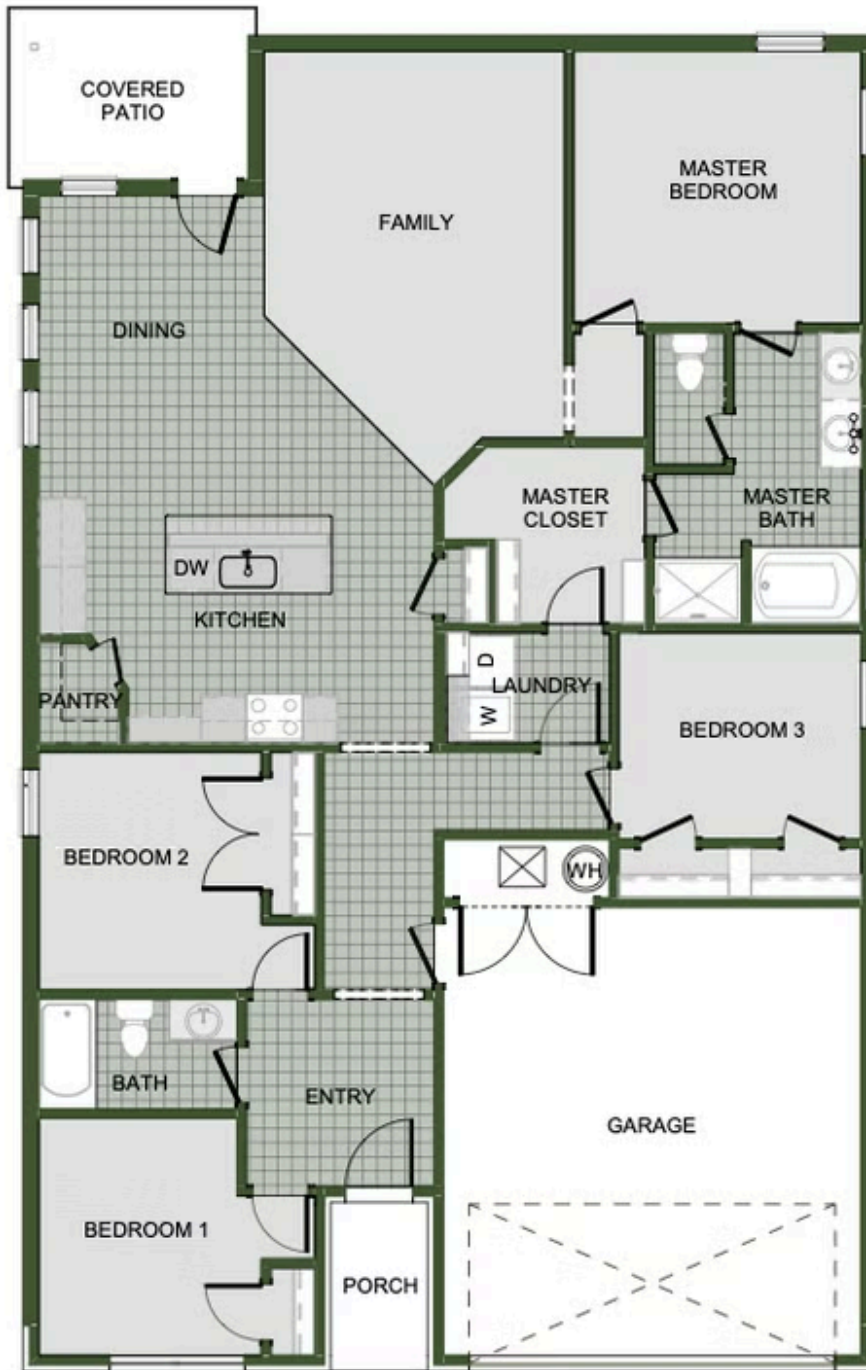 COVERED
PATIO
MASTER
BEDROOM
FAMILY
DINING
MASTER
CLOSET
MASTER
BATH
DW
KITCHEN
D
LAUNDRY
W
PANTRY
BEDROOM 3
BEDROOM 2
WH
BATH
ENTRY
GARAGE
BEDROOM 1
PORCH